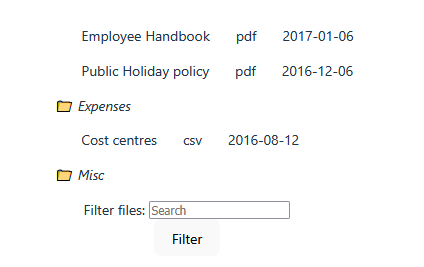 Employee Handbook pdf 2017-01-06
Public Holiday policy pdf 2016-12-06
Expenses
Cost centres csv 2016-08-12
Misc
Filter files: Search
Filter